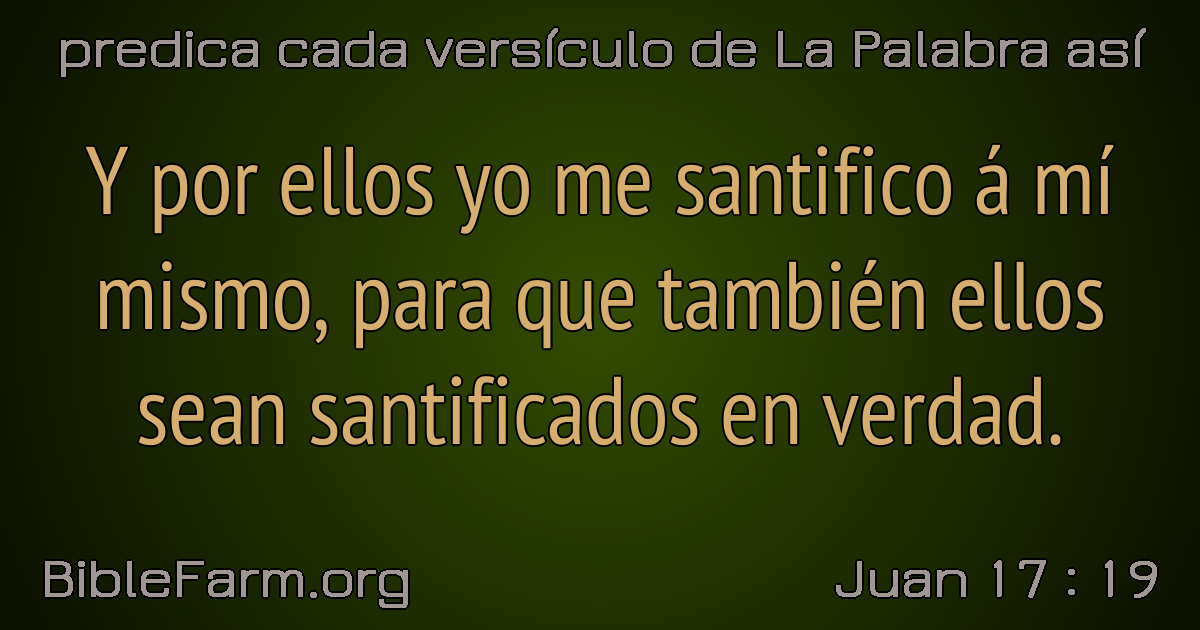 predica cada versículo de La Palabra así
Y por ellos yo me santifico á mí
mismo, para que también ellos
sean santificados en verdad.
BibleFarm.org
Juan 17 : 19